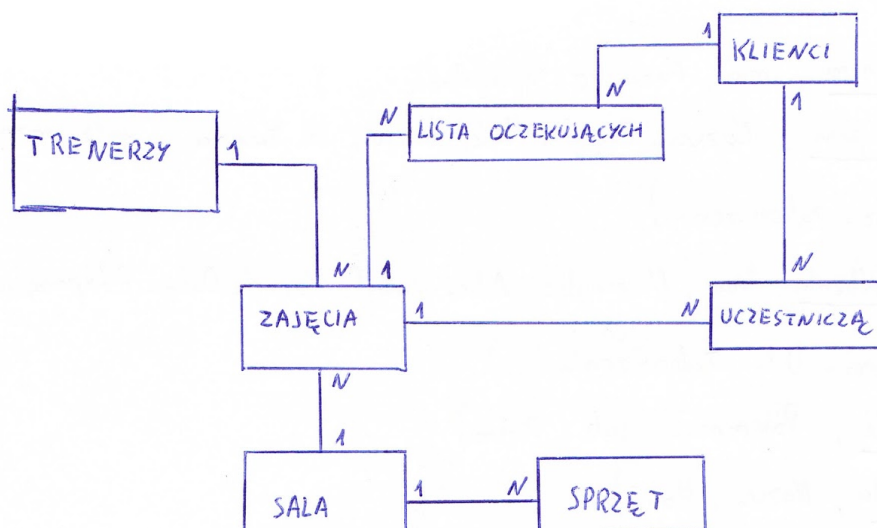 1
KLIENCI
N
1
N
LISTA OCZEKUJĄCYCH
TRENERZY
1
N
1
N
ZAJĘCIA
1
N
UCZESTNICZĄ
N
1
SALA
1
N
SPRZĘT